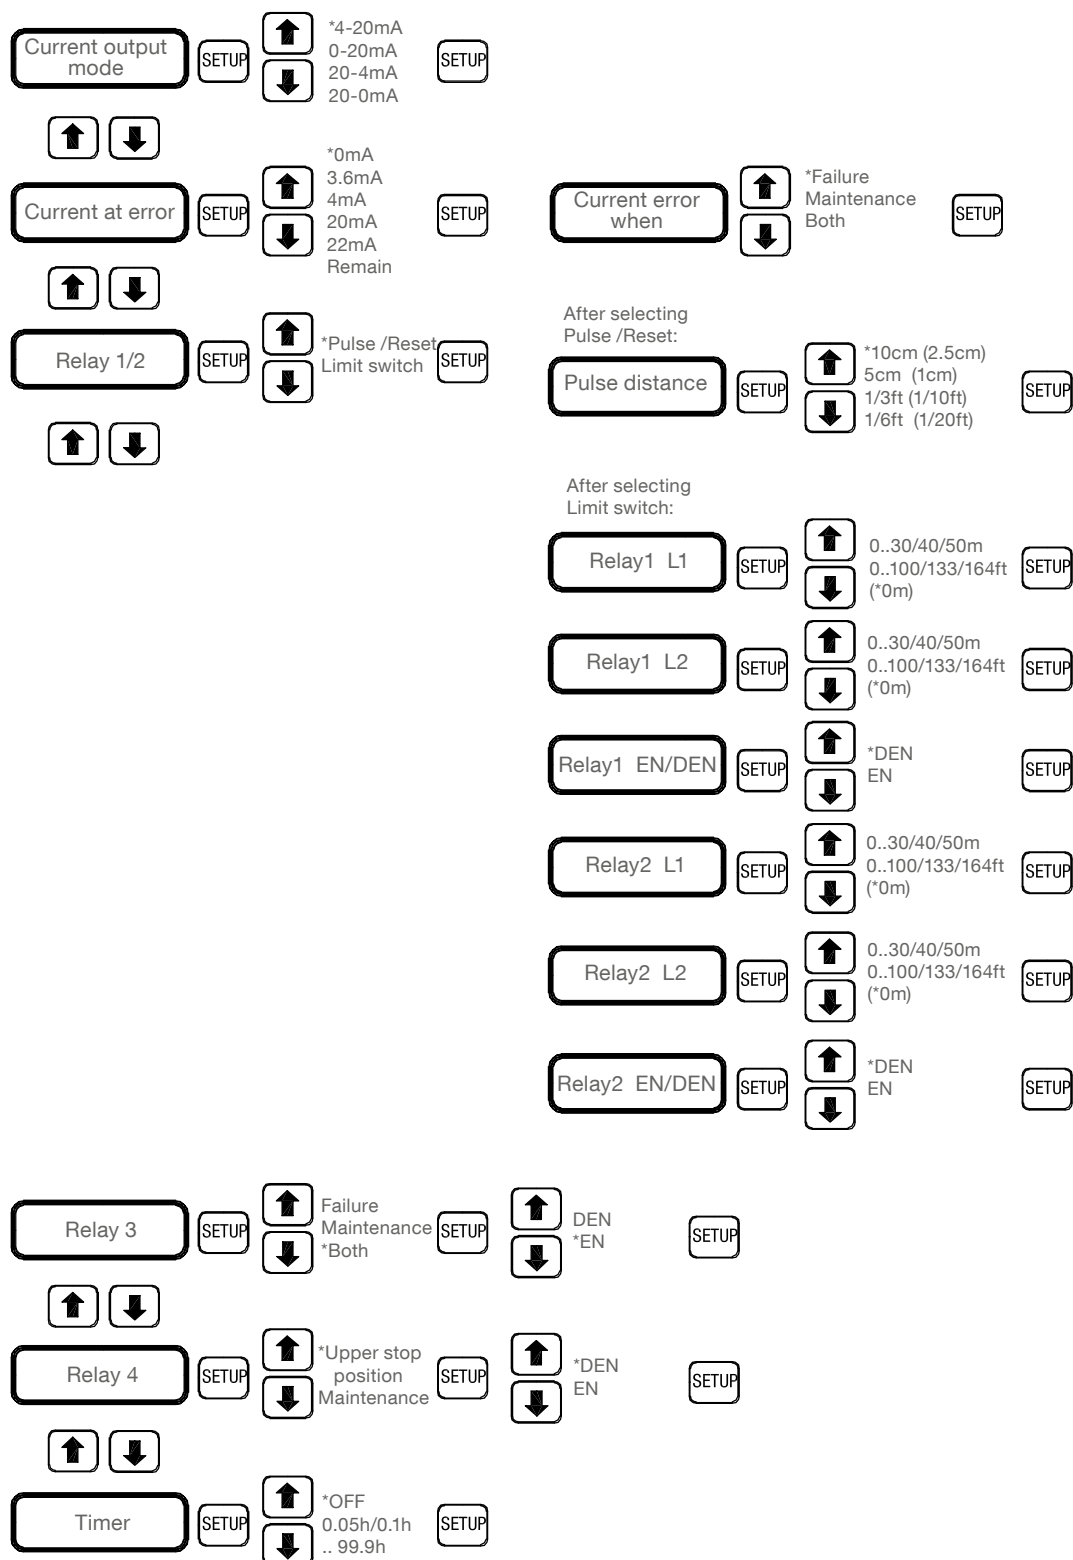 Current output
mode
SETUP
*4-20mA
0-20mA
20-4mA
20-0mA
SETUP
Current at error
SETUP
*0mA
3.6mA
4mA
20mA
22mA
Remain
SETUP
Current error
when
*Failure
Maintenance
Both
SETUP
Relay 1/2
SETUP
*Pulse /Reset
Limit switch
SETUP
After selecting
Pulse /Reset:
Pulse distance
SETUP
*10cm (2.5cm)
5cm (1cm)
1/3ft (1/10ft)
1/6ft (1/20ft)
SETUP
After selecting
Limit switch:
Relay1 L1
SETUP
0..30/40/50m
0..100/133/164ft
(*0m)
SETUP
Relay1 L2
SETUP
0..30/40/50m
0..100/133/164ft
(*0m)
SETUP
Relay1 EN/DEN
SETUP
*DEN
EN
SETUP
Relay2 L1
SETUP
0..30/40/50m
0..100/133/164ft
(*0m)
SETUP
Relay2 L2
SETUP
0..30/40/50m
0..100/133/164ft
(*0m)
SETUP
Relay2 EN/DEN
SETUP
*DEN
EN
SETUP
Relay 3
SETUP
Failure
Maintenance
*Both
SETUP
DEN
*EN
SETUP
Relay 4
SETUP
*Upper stop
position
Maintenance
SETUP
*DEN
EN
SETUP
Timer
SETUP
*OFF
0.05h/0.1h
.. 99.9h
SETUP